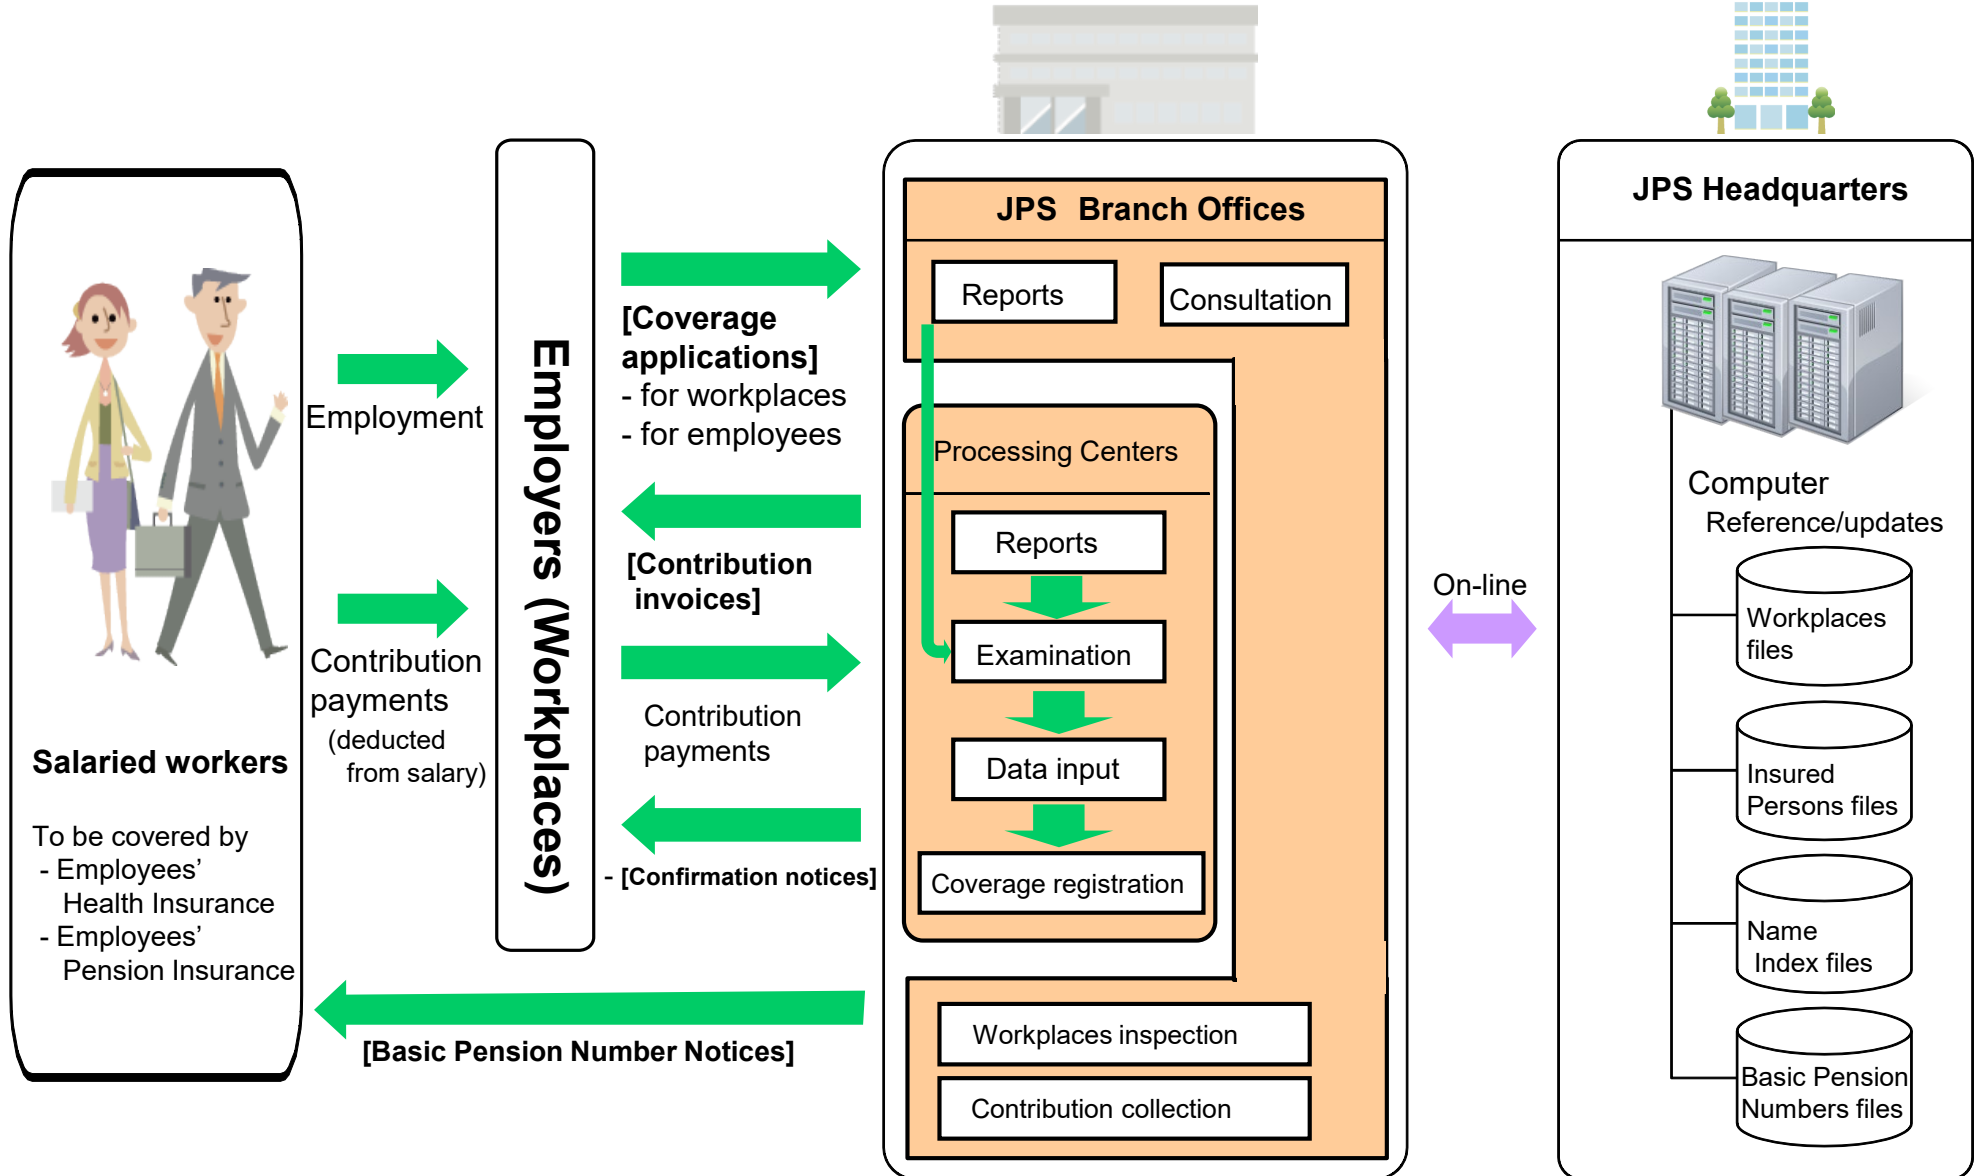 Salaried workers
To be covered by
- Employees’
Health Insurance
- Employees’
Pension Insurance
Employment
Contribution
payments
(deducted
from salary)
Employers (Workplaces)
[Coverage
applications]
- for workplaces
- for employees
[Contribution
invoices]
Contribution
payments
- [Confirmation notices]
[Basic Pension Number Notices]
JPS Branch Offices
Reports
Consultation
Processing Centers
Reports
Examination
Data input
Coverage registration
Workplaces inspection
Contribution collection
On-line
JPS Headquarters
Computer
Reference/updates
Workplaces
files
Insured
Persons files
Name
Index files
Basic Pension
Numbers files